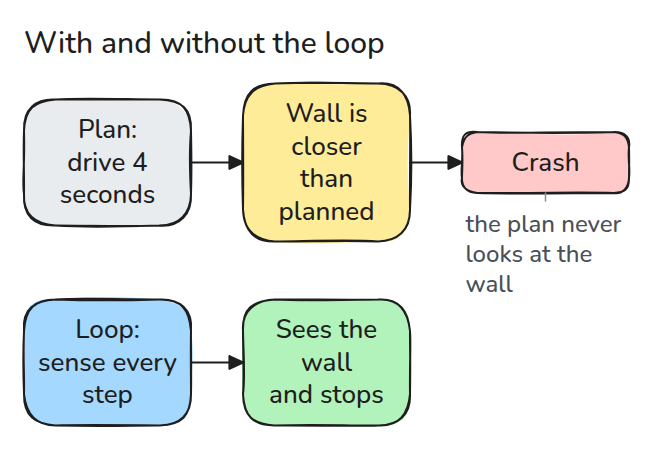 With and without the loop
Plan:
drive 4
seconds
Wall is
closer
than
planned
Crash
the plan never
looks at the
wall
Loop:
sense every
step
Sees the
wall
and stops